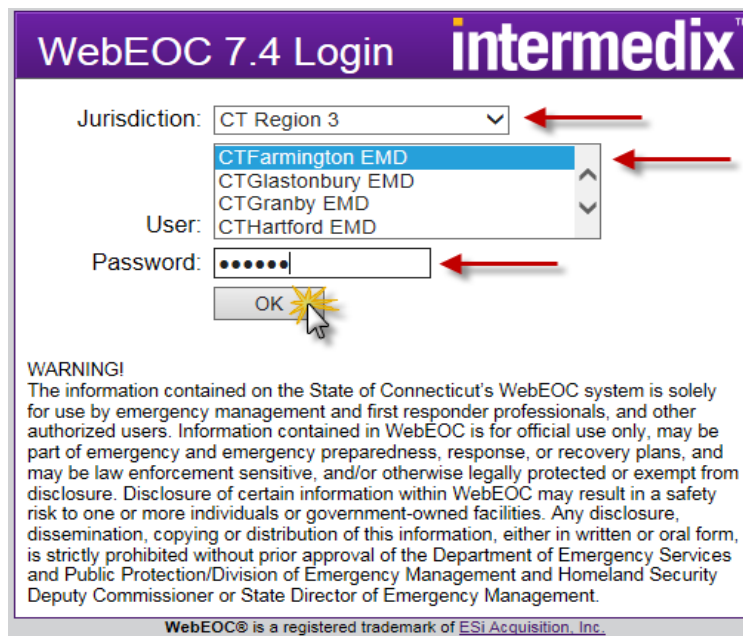 WebEOC 7.4 Login intermedix™
Jurisdiction: CT Region 3
CTFarmington EMD
CTGlastonbury EMD
CTGranby EMD
User: CTHartford EMD
Password: ••••••
OK
WARNING!
The information contained on the State of Connecticut's WebEOC system is solely
for use by emergency management and first responder professionals, and other
authorized users. Information contained in WebEOC is for official use only, may be
part of emergency and emergency preparedness, response, or recovery plans, and
may be law enforcement sensitive, and/or otherwise legally protected or exempt from
disclosure. Disclosure of certain information within WebEOC may result in a safety
risk to one or more individuals or government-owned facilities. Any disclosure,
dissemination, copying or distribution of this information, either in written or oral form,
is strictly prohibited without prior approval of the Department of Emergency Services
and Public Protection/Division of Emergency Management and Homeland Security
Deputy Commissioner or State Director of Emergency Management.
WebEOC® is a registered trademark of ESi Acquisition, Inc.